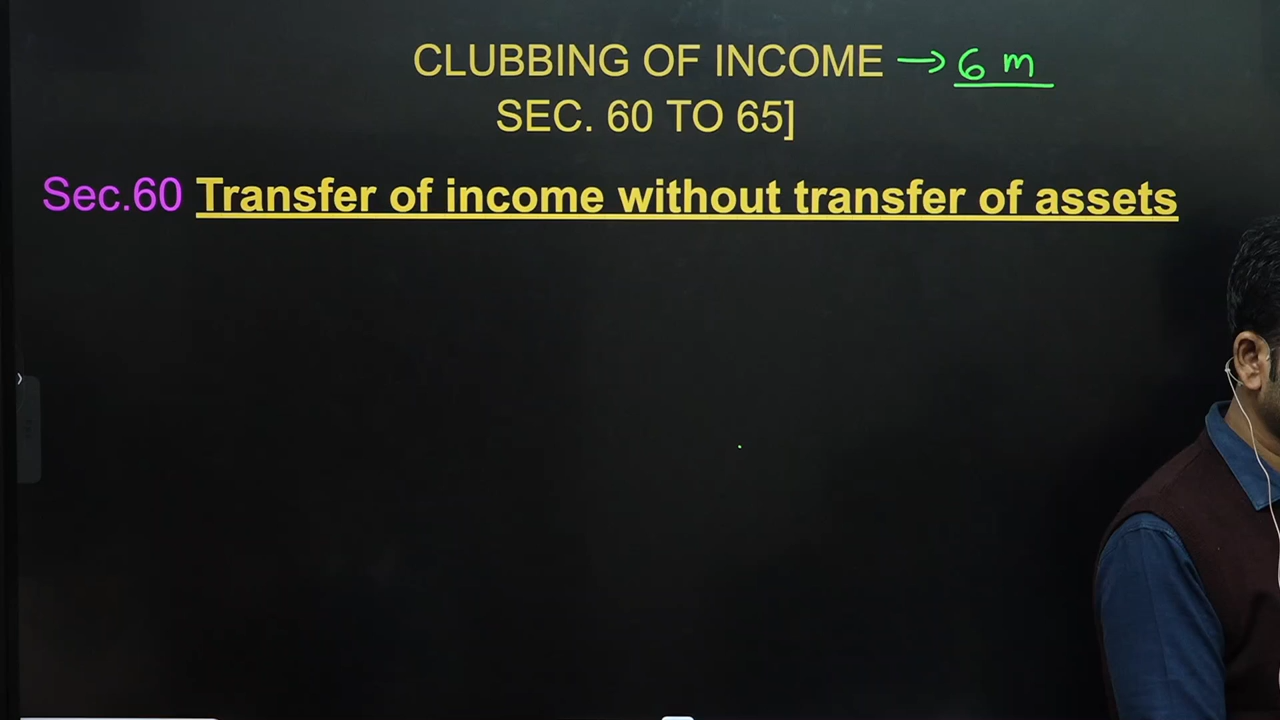 CLUBBING OF INCOME → 6 m
SEC. 60 TO 65]
Sec.60 Transfer of income without transfer of assets